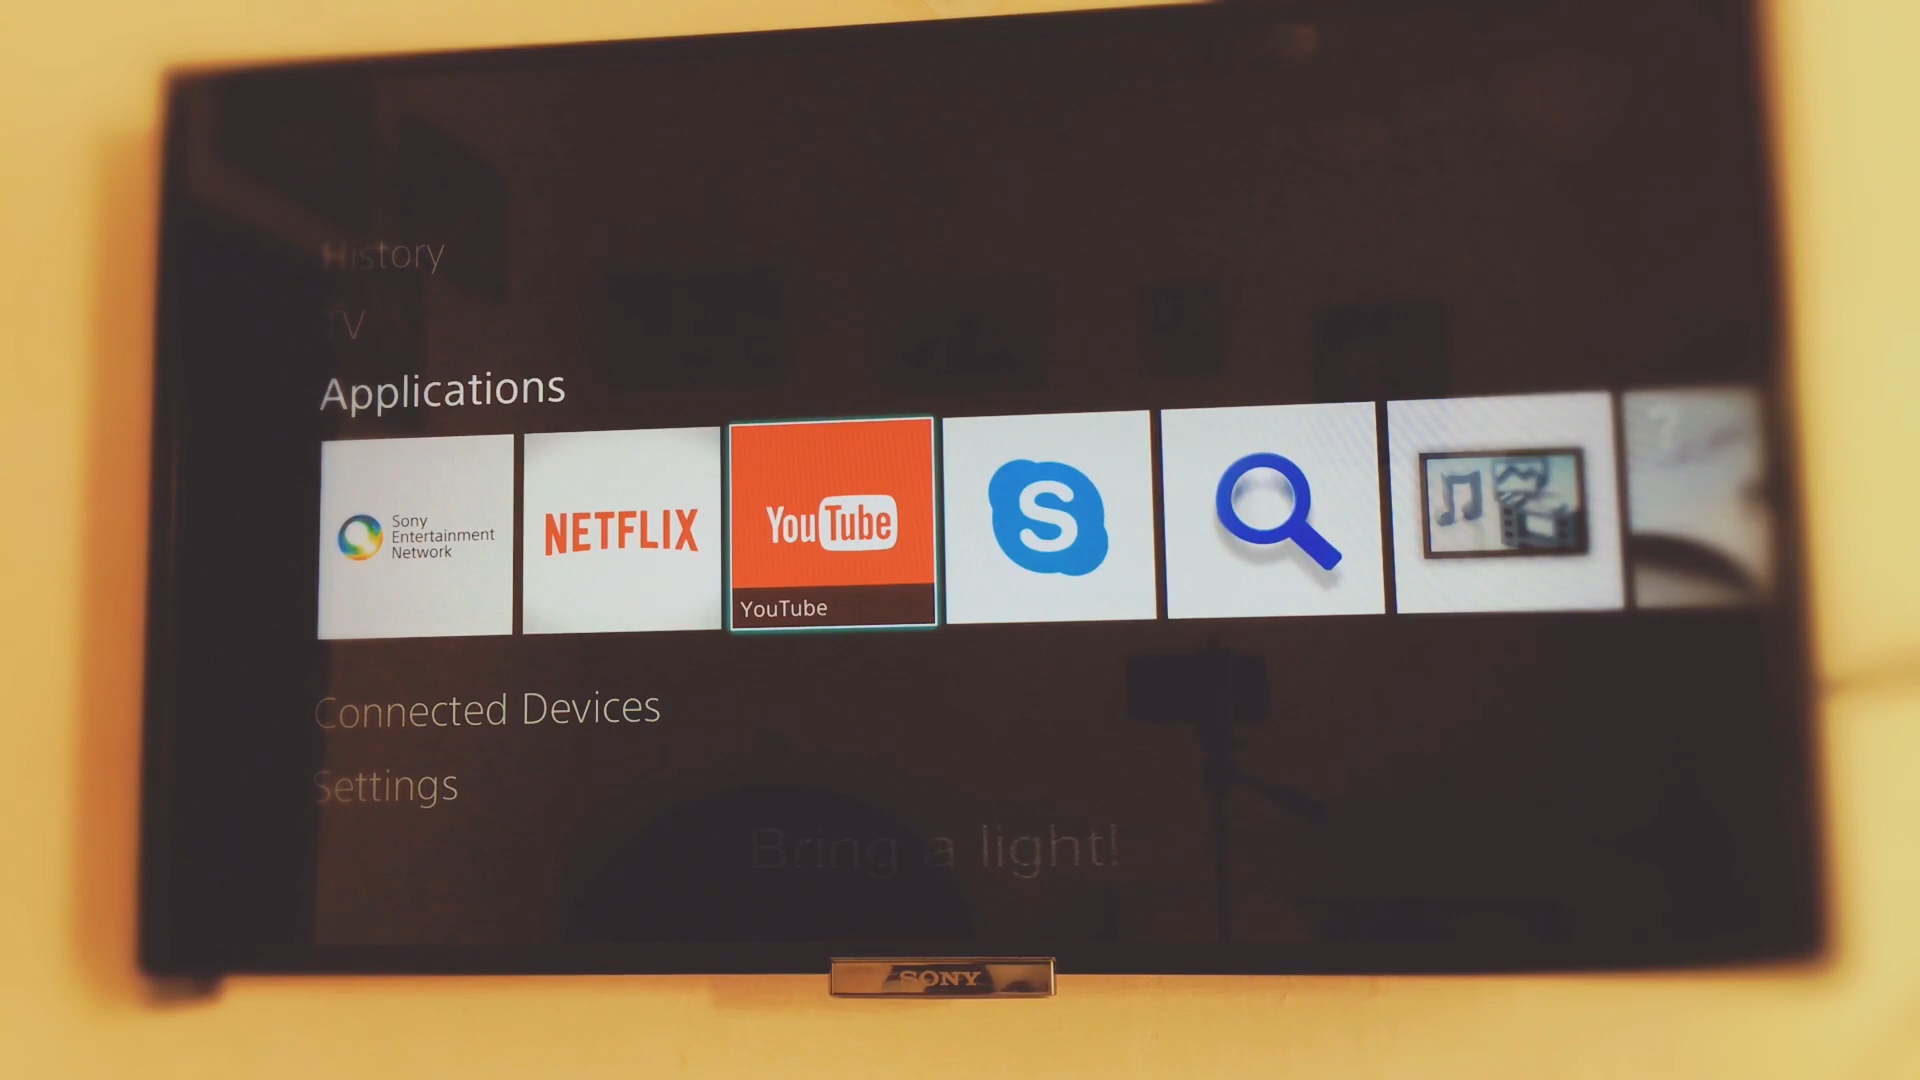 History
TV
Applications
Sony
Entertainment
Network
NETFLIX
YouTube
YouTube
S
Connected Devices
Settings
Bring a light!
SONY